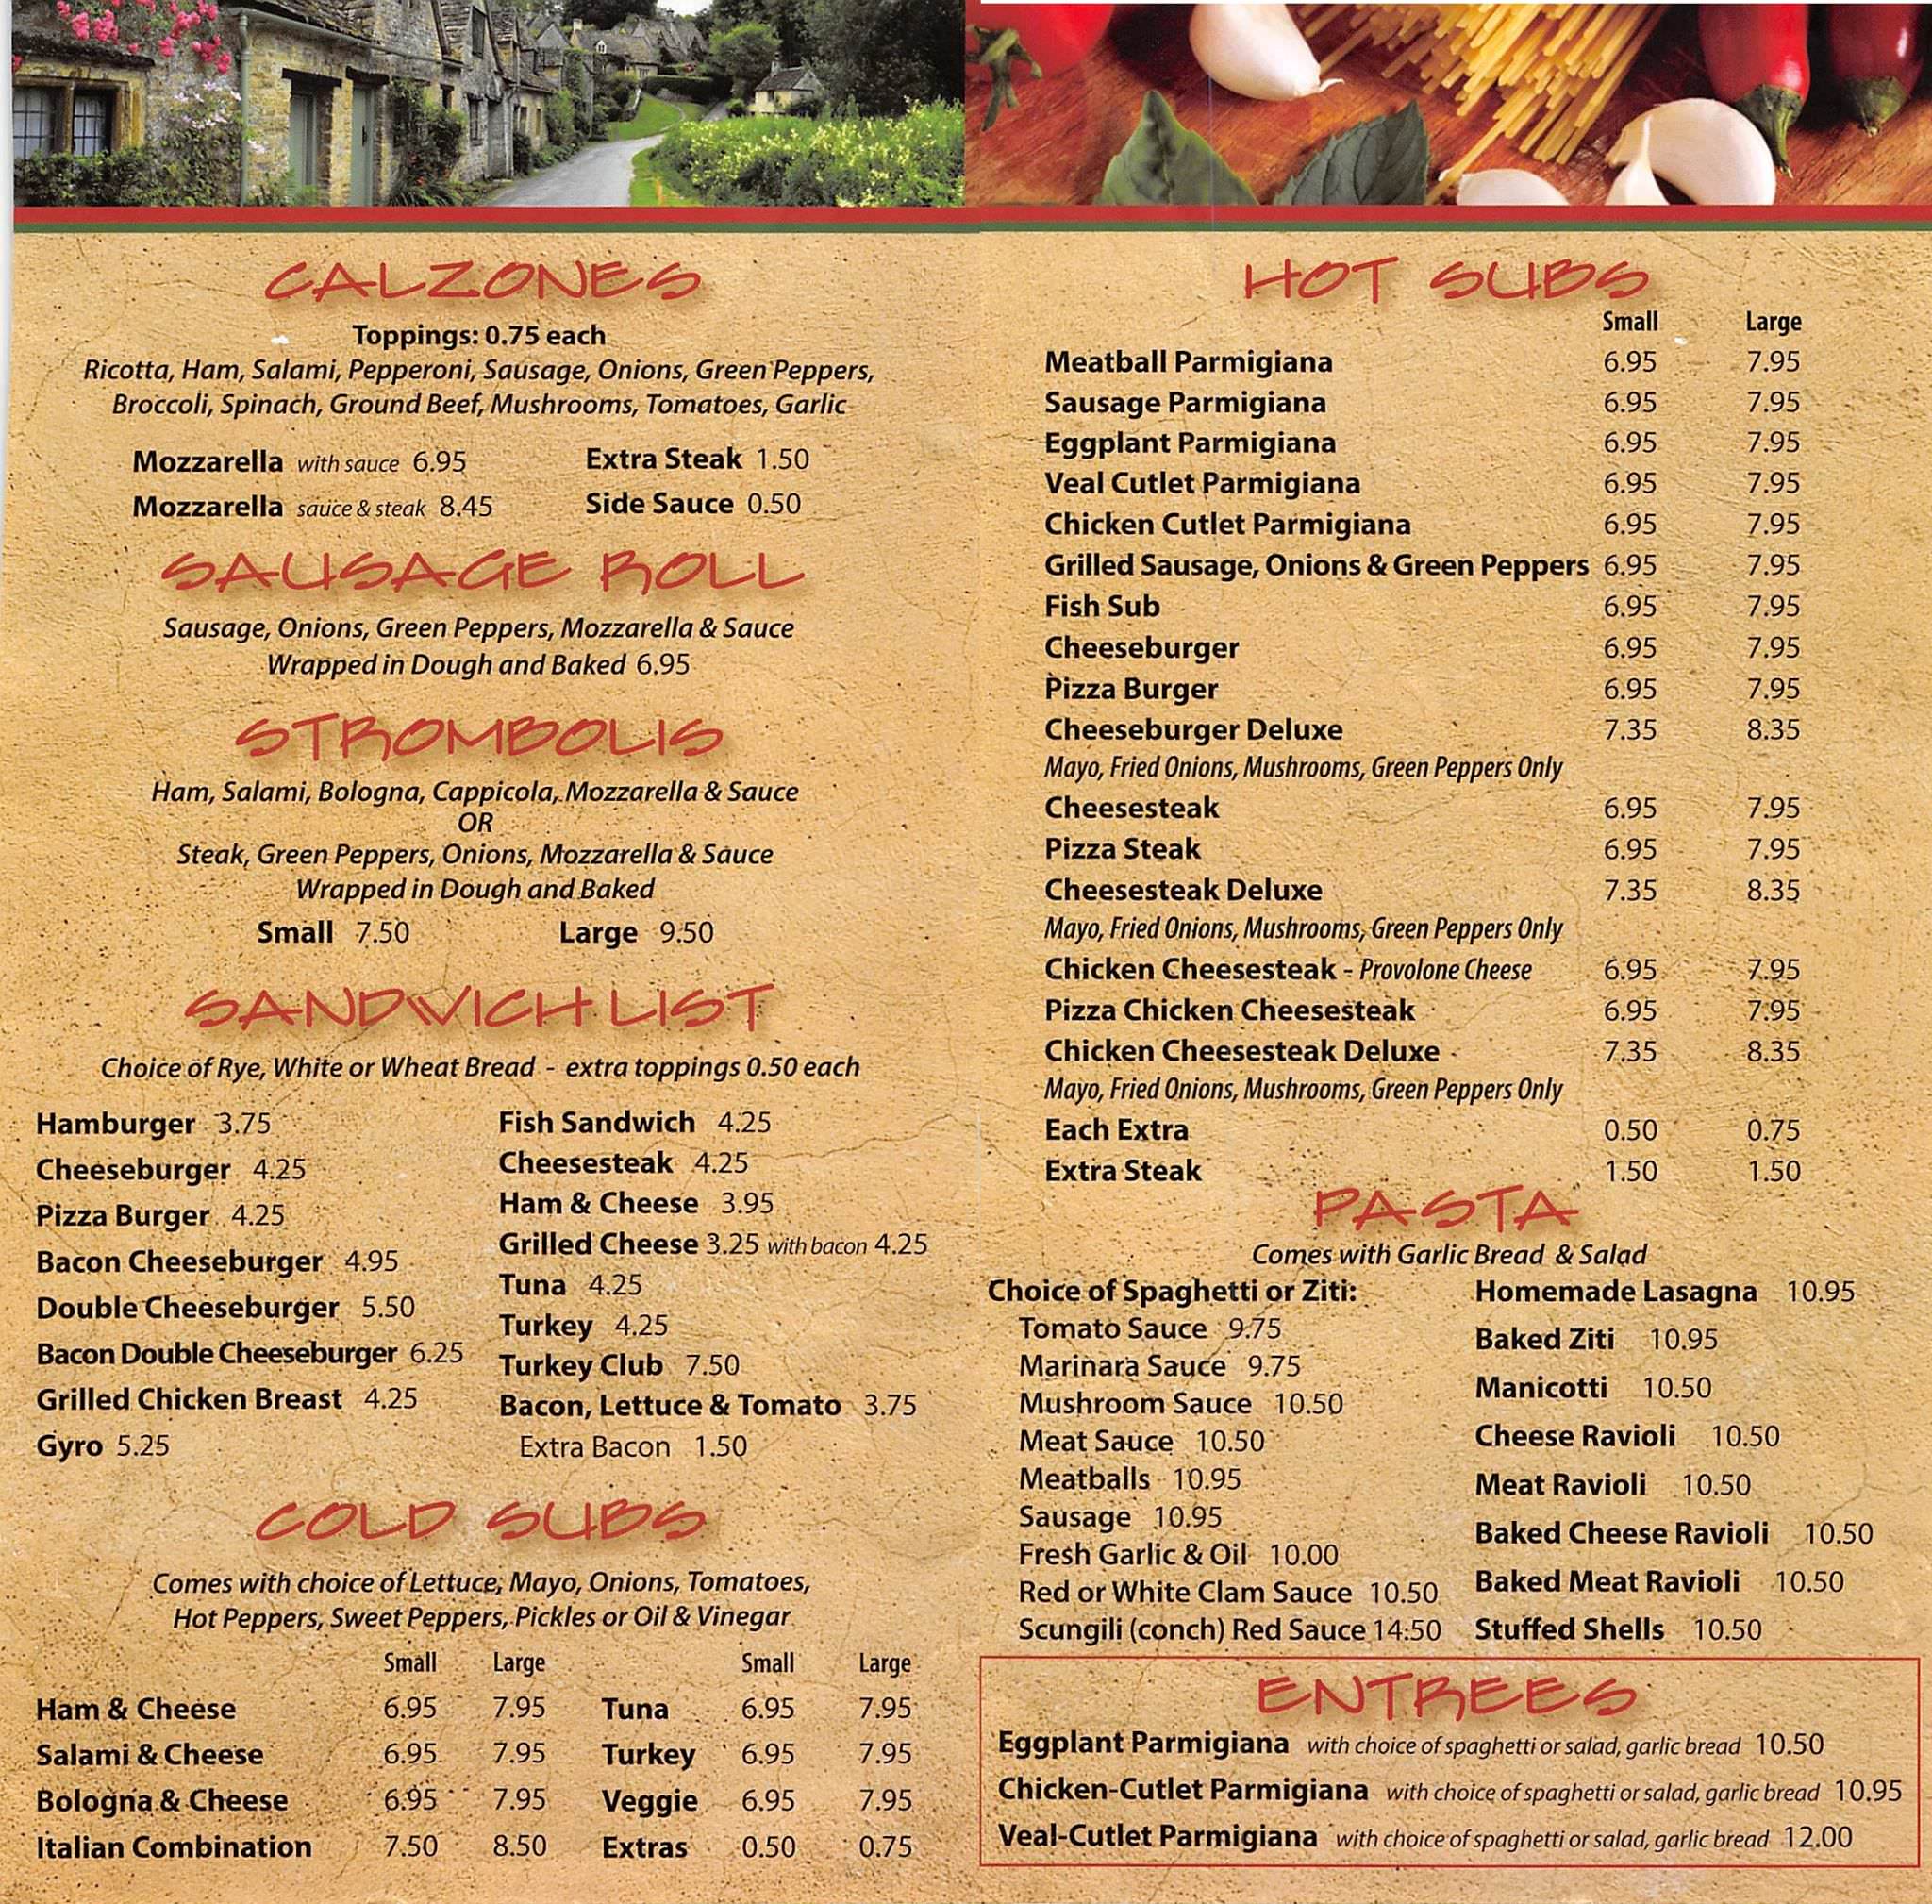 CALZONES
Toppings: 0.75 each
Ricotta, Ham, Salami, Pepperoni, Sausage, Onions, Green Peppers,
Broccoli, Spinach, Ground Beef, Mushrooms, Tomatoes, Garlic
Mozzarella with sauce 6.95
Mozzarella sauce & steak 8.45
Extra Steak 1.50
Side Sauce 0.50
SAUSAGE ROLL
Sausage, Onions, Green Peppers, Mozzarella & Sauce
Wrapped in Dough and Baked 6.95
STROMBOLIS
Ham, Salami, Bologna, Cappicola, Mozzarella & Sauce
OR
Steak, Green Peppers, Onions, Mozzarella & Sauce
Wrapped in Dough and Baked
Small 7.50 Large 9.50
SANDWICH LIST
Choice of Rye, White or Wheat Bread - extra toppings 0.50 each
Hamburger 3.75
Cheeseburger 4.25
Pizza Burger 4.25
Bacon Cheeseburger 4.95
Double Cheeseburger 5.50
Bacon Double Cheeseburger 6.25
Grilled Chicken Breast 4.25
Gyro 5.25
Fish Sandwich 4.25
Cheesesteak 4.25
Ham & Cheese 3.95
Grilled Cheese 3.25 with bacon 4.25
Tuna 4.25
Turkey 4.25
Turkey Club 7.50
Bacon, Lettuce & Tomato 3.75
Extra Bacon 1.50
COLD SUBS
Comes with choice of Lettuce, Mayo, Onions, Tomatoes,
Hot Peppers, Sweet Peppers, Pickles or Oil & Vinegar
Small Large
Ham & Cheese 6.95 7.95
Salami & Cheese 6.95 7.95
Bologna & Cheese 6.95 7.95
Italian Combination 7.50 8.50
Small Large
Tuna 6.95 7.95
Turkey 6.95 7.95
Veggie 6.95 7.95
Extras 0.50 0.75
HOT SUBS
Small Large
Meatball Parmigiana 6.95 7.95
Sausage Parmigiana 6.95 7.95
Eggplant Parmigiana 6.95 7.95
Veal Cutlet Parmigiana 6.95 7.95
Chicken Cutlet Parmigiana 6.95 7.95
Grilled Sausage, Onions & Green Peppers 6.95 7.95
Fish Sub 6.95 7.95
Cheeseburger 6.95 7.95
Pizza Burger 6.95 7.95
Cheeseburger Deluxe 7.35 8.35
Mayo, Fried Onions, Mushrooms, Green Peppers Only
Cheesesteak 6.95 7.95
Pizza Steak 6.95 7.95
Cheesesteak Deluxe 7.35 8.35
Mayo, Fried Onions, Mushrooms, Green Peppers Only
Chicken Cheesesteak - Provolone Cheese 6.95 7.95
Pizza Chicken Cheesesteak 6.95 7.95
Chicken Cheesesteak Deluxe 7.35 8.35
Mayo, Fried Onions, Mushrooms, Green Peppers Only
Each Extra 0.50 0.75
Extra Steak 1.50 1.50
PASTA
Comes with Garlic Bread & Salad
Choice of Spaghetti or Ziti:
Tomato Sauce 9.75
Marinara Sauce 9.75
Mushroom Sauce 10.50
Meat Sauce 10.50
Meatballs 10.95
Sausage 10.95
Fresh Garlic & Oil 10.00
Red or White Clam Sauce 10.50
Scungili (conch) Red Sauce 14.50
Homemade Lasagna 10.95
Baked Ziti 10.95
Manicotti 10.50
Cheese Ravioli 10.50
Meat Ravioli 10.50
Baked Cheese Ravioli 10.50
Baked Meat Ravioli 10.50
Stuffed Shells 10.50
ENTREES
Eggplant Parmigiana with choice of spaghetti or salad, garlic bread 10.50
Chicken-Cutlet Parmigiana with choice of spaghetti or salad, garlic bread 10.95
Veal-Cutlet Parmigiana with choice of spaghetti or salad, garlic bread 12.00